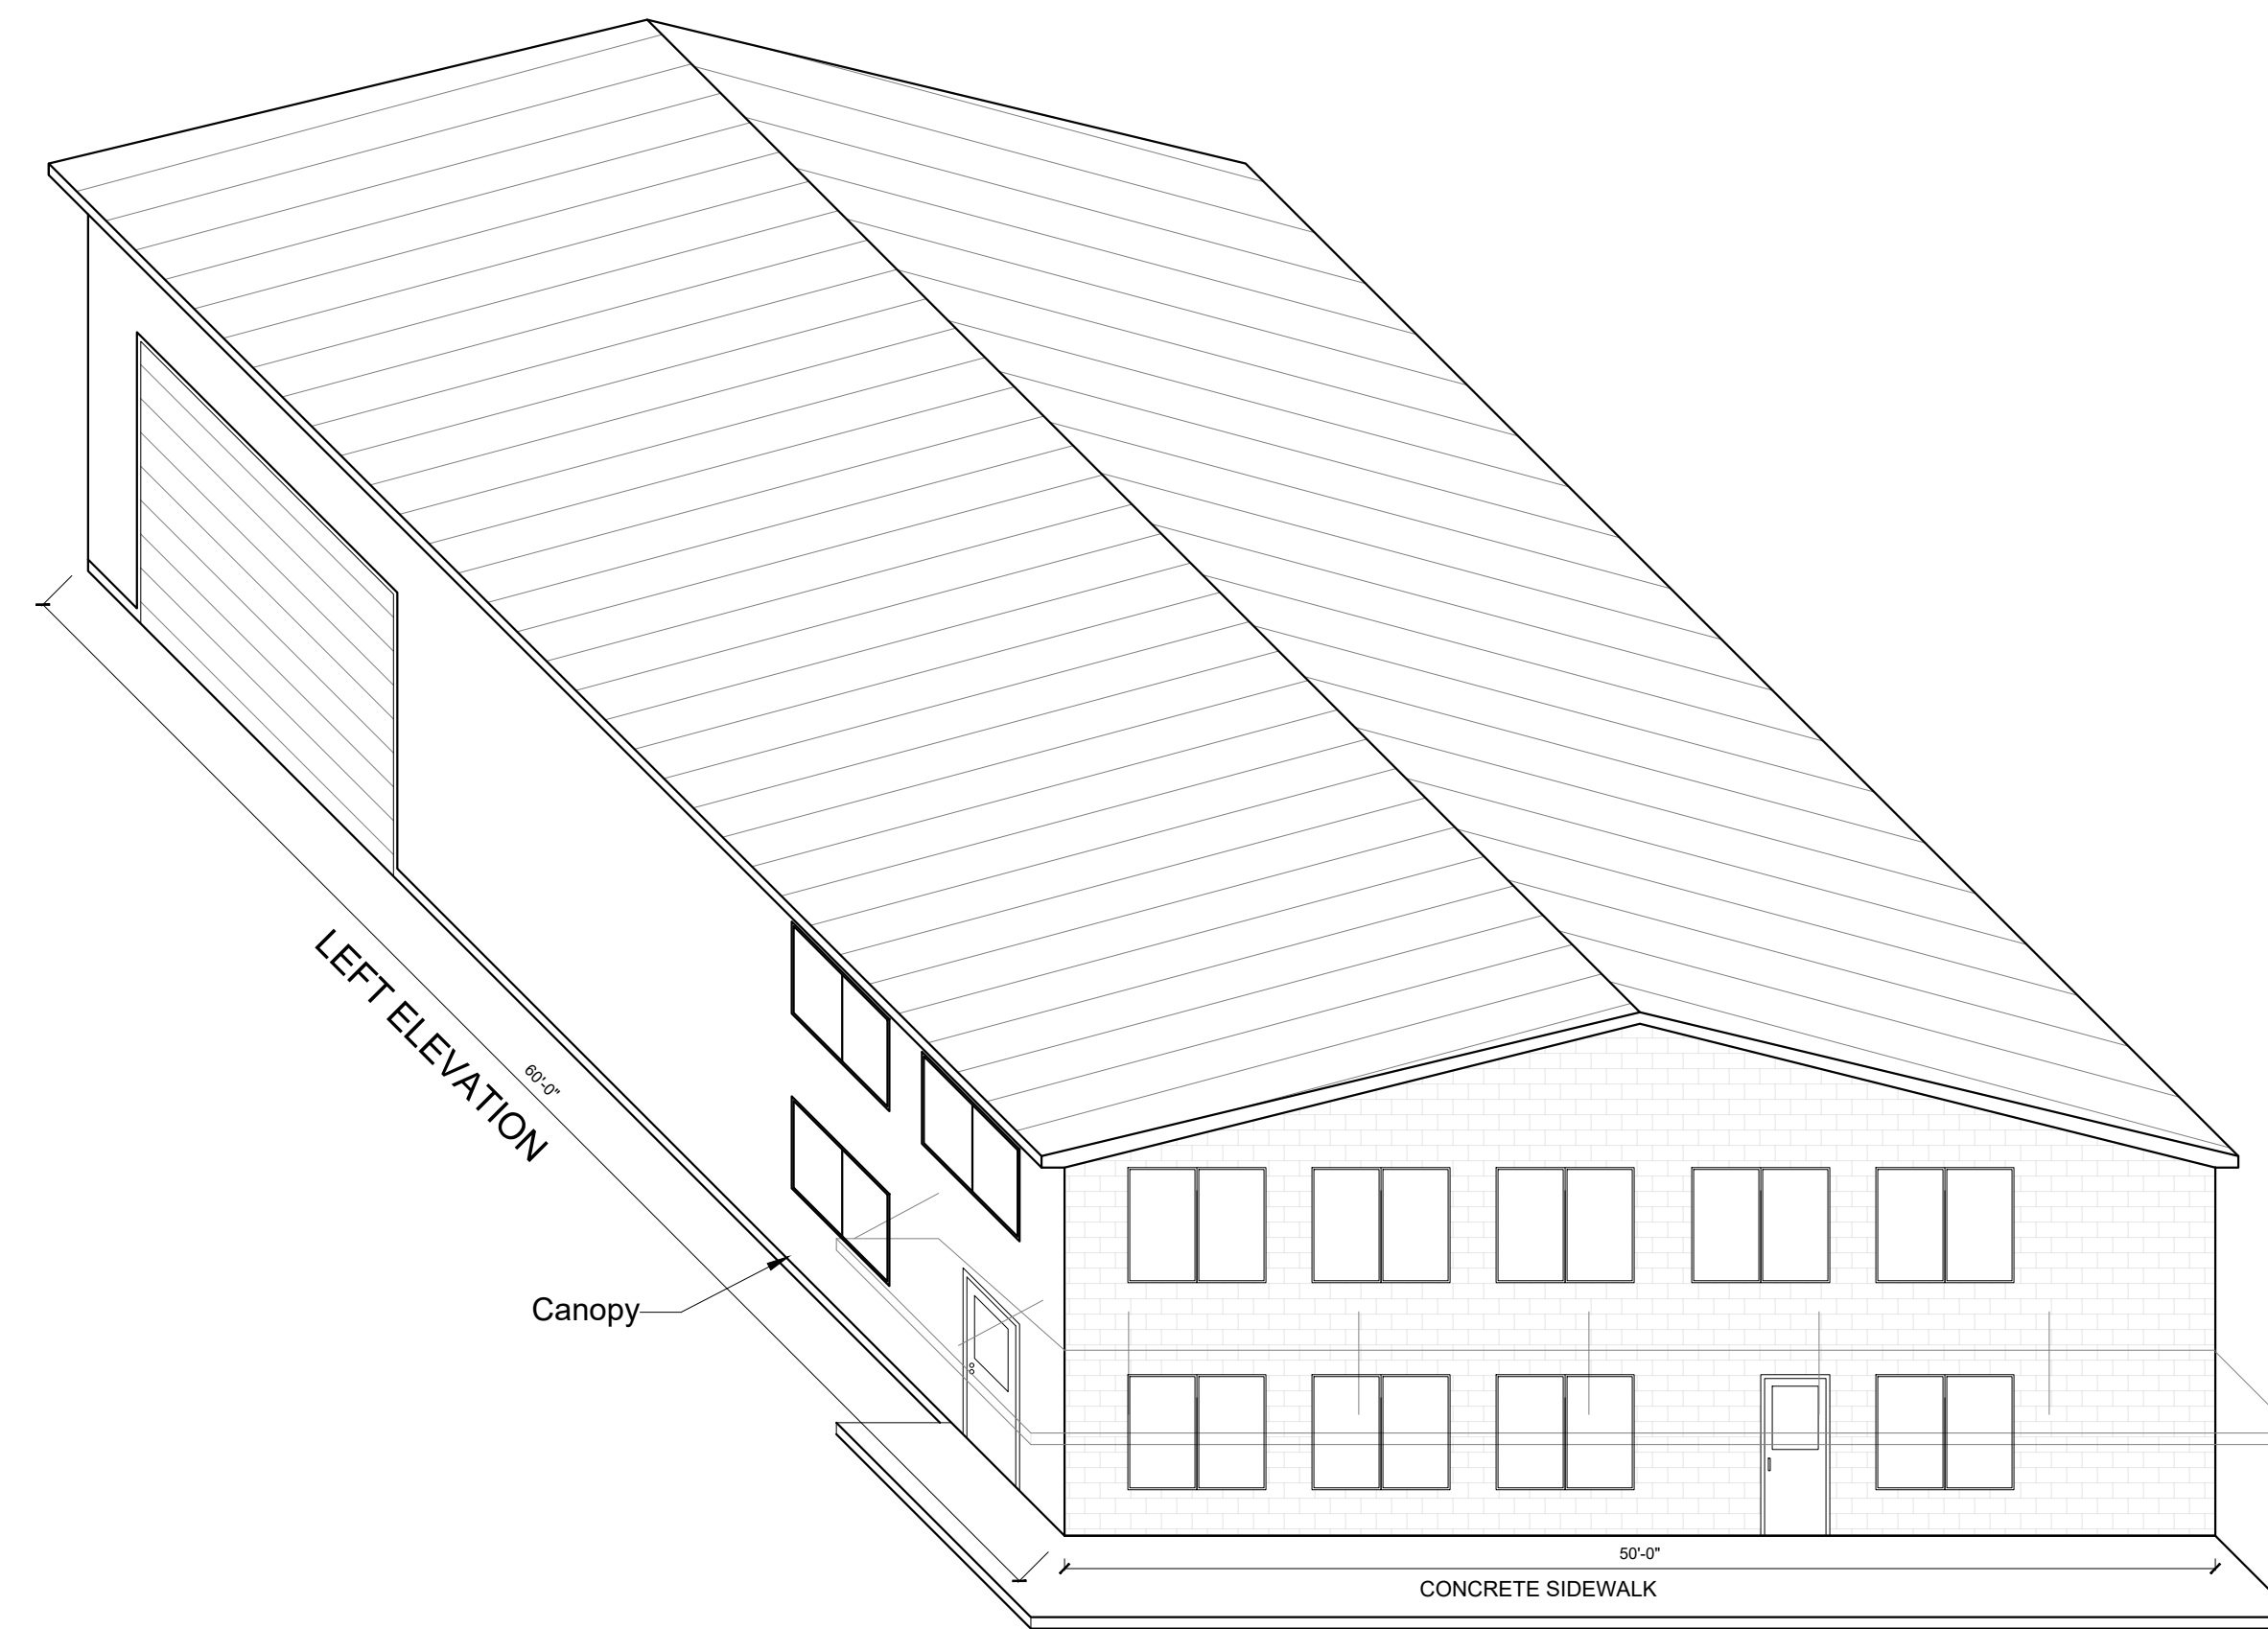 LEFT ELEVATION
60'-0"
Canopy
50'-0"
CONCRETE SIDEWALK